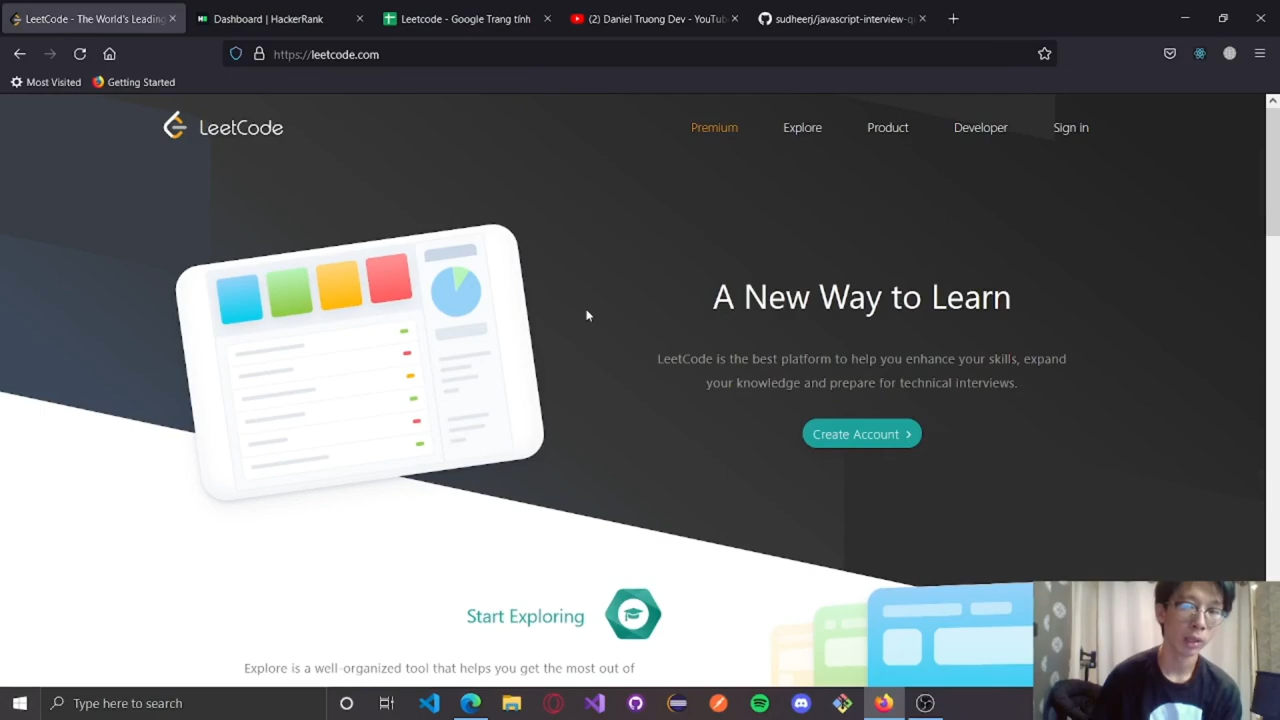 LeetCode - The World's Leading
Dashboard | HackerRank
Leetcode - Google Trang tính
(2) Daniel Truong Dev - YouTub
sudheerj/javascript-interview-q
https://leetcode.com
Most Visited
Getting Started
LeetCode
Premium
Explore
Product
Developer
Sign in
A New Way to Learn
LeetCode is the best platform to help you enhance your skills, expand
your knowledge and prepare for technical interviews.
Create Account
Start Exploring
Explore is a well-organized tool that helps you get the most out of
Type here to search